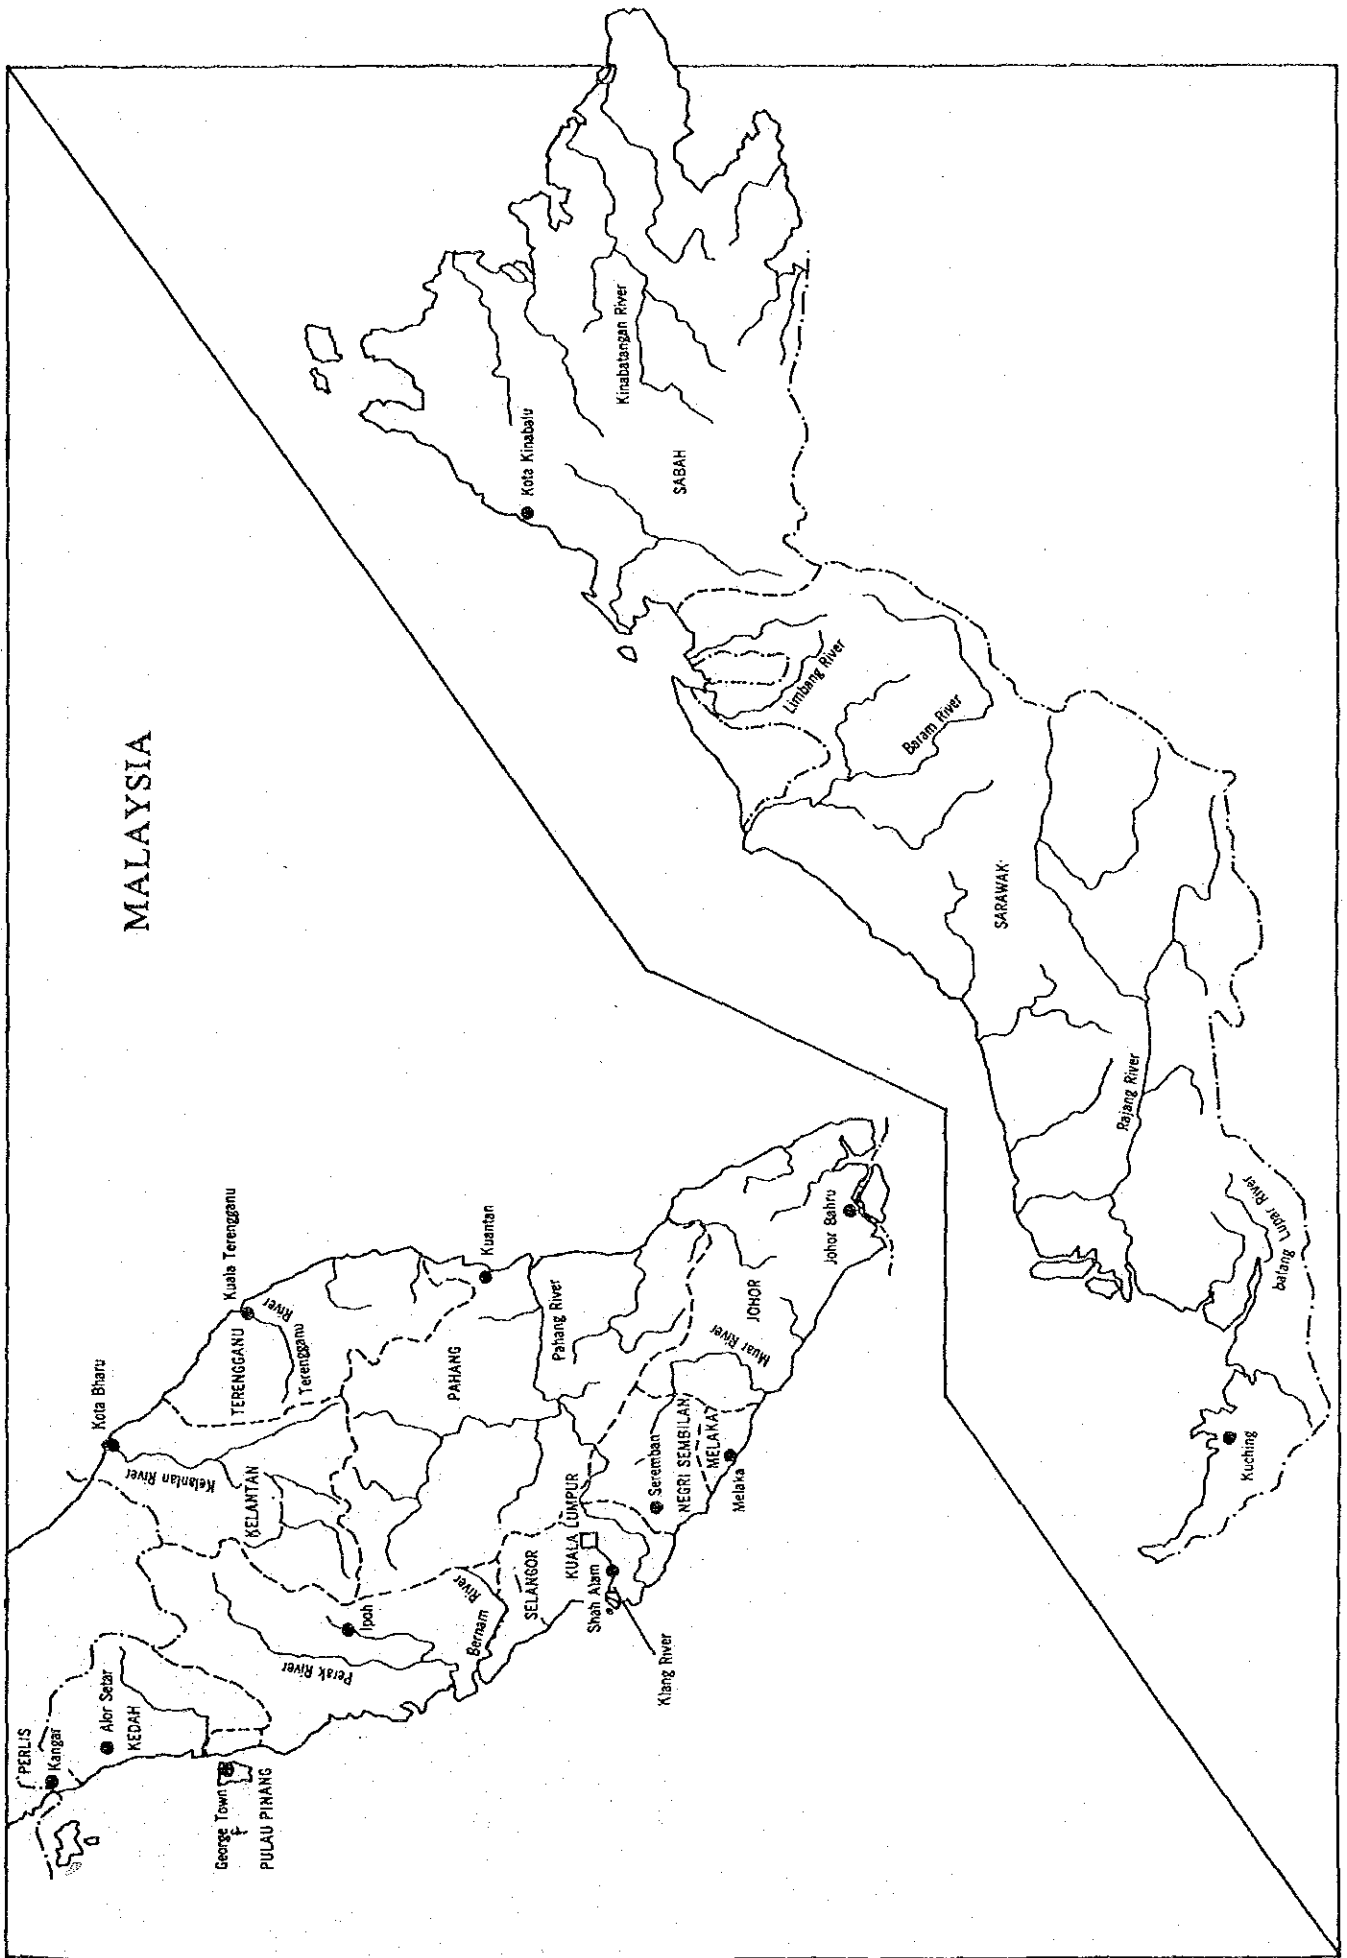 MALAYSIA
PERLIS
Kangar
Alor Setar
KEDAH
George Town
PULAU PINANG
Kota Bharu
Kelantan River
KELANTAN
Kuala Terengganu
TERENGGANU
Terengganu River
Perak River
Ipoh
Bernam River
PAHANG
Kuantan
Pahang River
SELANGOR
KUALA LUMPUR
Shah Alam
Klang River
Seremban
NEGRI SEMBILAN
MELAKA
Melaka
Muar River
JOHOR
Johor Bahru
Kota Kinabalu
Kinabatangan River
SABAH
Limbang River
Baram River
SARAWAK
Rajang River
batang Lupar River
Kuching